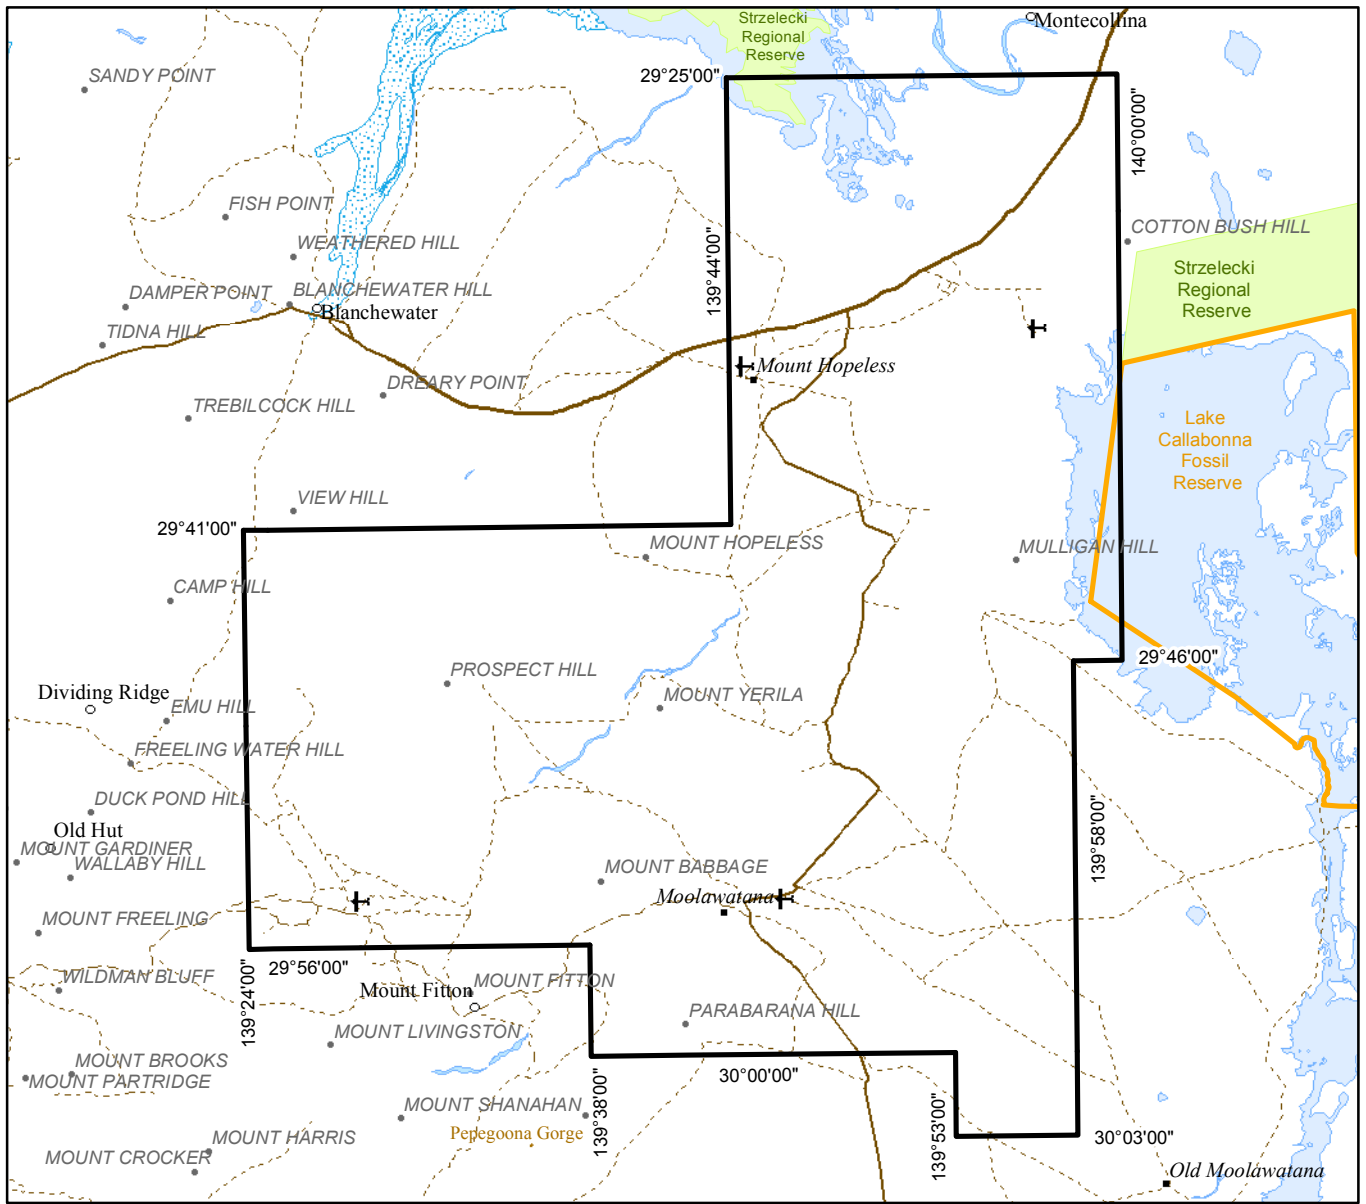 Strzelecki
Regional
Reserve
Montecollina
SANDY POINT
29°25'00"
140°00'00"
FISH POINT
COTTON BUSH HILL
WEATHERED HILL
139°44'00"
Strzelecki
Regional
Reserve
DAMPER POINT
BLANCHEWATER HILL
Blanchewater
TIDNA HILL
Mount Hopeless
DREARY POINT
TREBILCOCK HILL
Lake
Callabonna
Fossil
Reserve
VIEW HILL
29°41'00"
MOUNT HOPELESS
MULLIGAN HILL
CAMP HILL
29°46'00"
PROSPECT HILL
Dividing Ridge
MOUNT YERILA
EMU HILL
FREELING WATER HILL
DUCK POND HILL
139°58'00"
Old Hut
MOUNT GARDINER
WALLABY HILL
MOUNT BABBAGE
Moolawatana
MOUNT FREELING
29°56'00"
139°24'00"
WILDMAN BLUFF
MOUNT FITTON
Mount Fitton
PARABARANA HILL
MOUNT LIVINGSTON
MOUNT BROOKS
MOUNT PARTRIDGE
30°00'00"
139°38'00"
139°53'00"
MOUNT SHANAHAN
Pepegoona Gorge
MOUNT HARRIS
30°03'00"
MOUNT CROCKER
Old Moolawatana